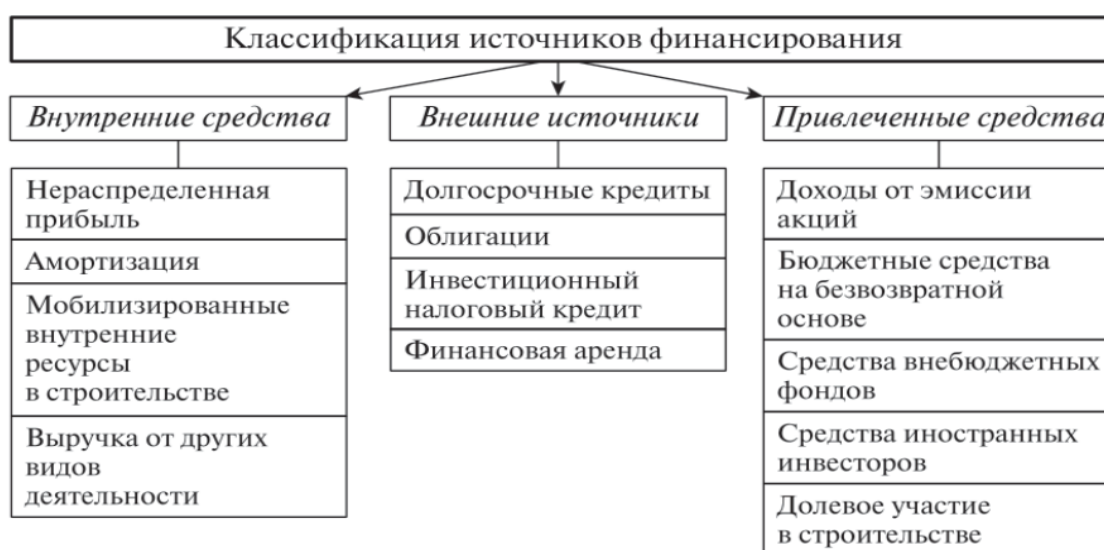 Классификация источников финансирования
Внутренние средства
Нераспределенная
прибыль
Амортизация
Мобилизированные
внутренние
ресурсы
в строительстве
Выручка от других
видов
деятельности
Внешние источники
Долгосрочные кредиты
Облигации
Инвестиционный
налоговый кредит
Финансовая аренда
Привлеченные средства
Доходы от эмиссии
акций
Бюджетные средства
на безвозвратной
основе
Средства внебюджетных
фондов
Средства иностранных
инвесторов
Долевое участие
в строительстве